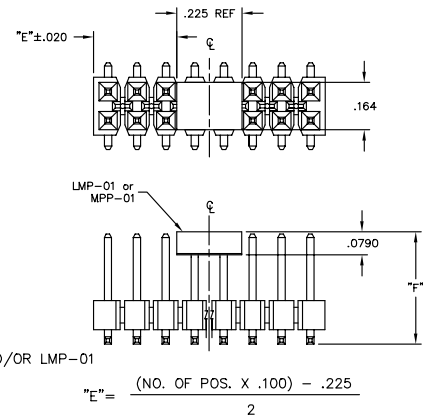 .225 REF
"E"±.020
℄
.164
LMP-01 or
MPP-01
℄
.0790
"F"
O/OR LMP-01
"E"= (NO. OF POS. X .100) - .225
2